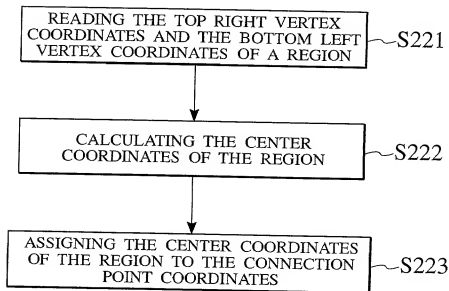 READING THE TOP RIGHT VERTEX
COORDINATES AND THE BOTTOM LEFT
VERTEX COORDINATES OF A REGION
S221
CALCULATING THE CENTER
COORDINATES OF THE REGION
S222
ASSIGNING THE CENTER COORDINATES
OF THE REGION TO THE CONNECTION
POINT COORDINATES
S223